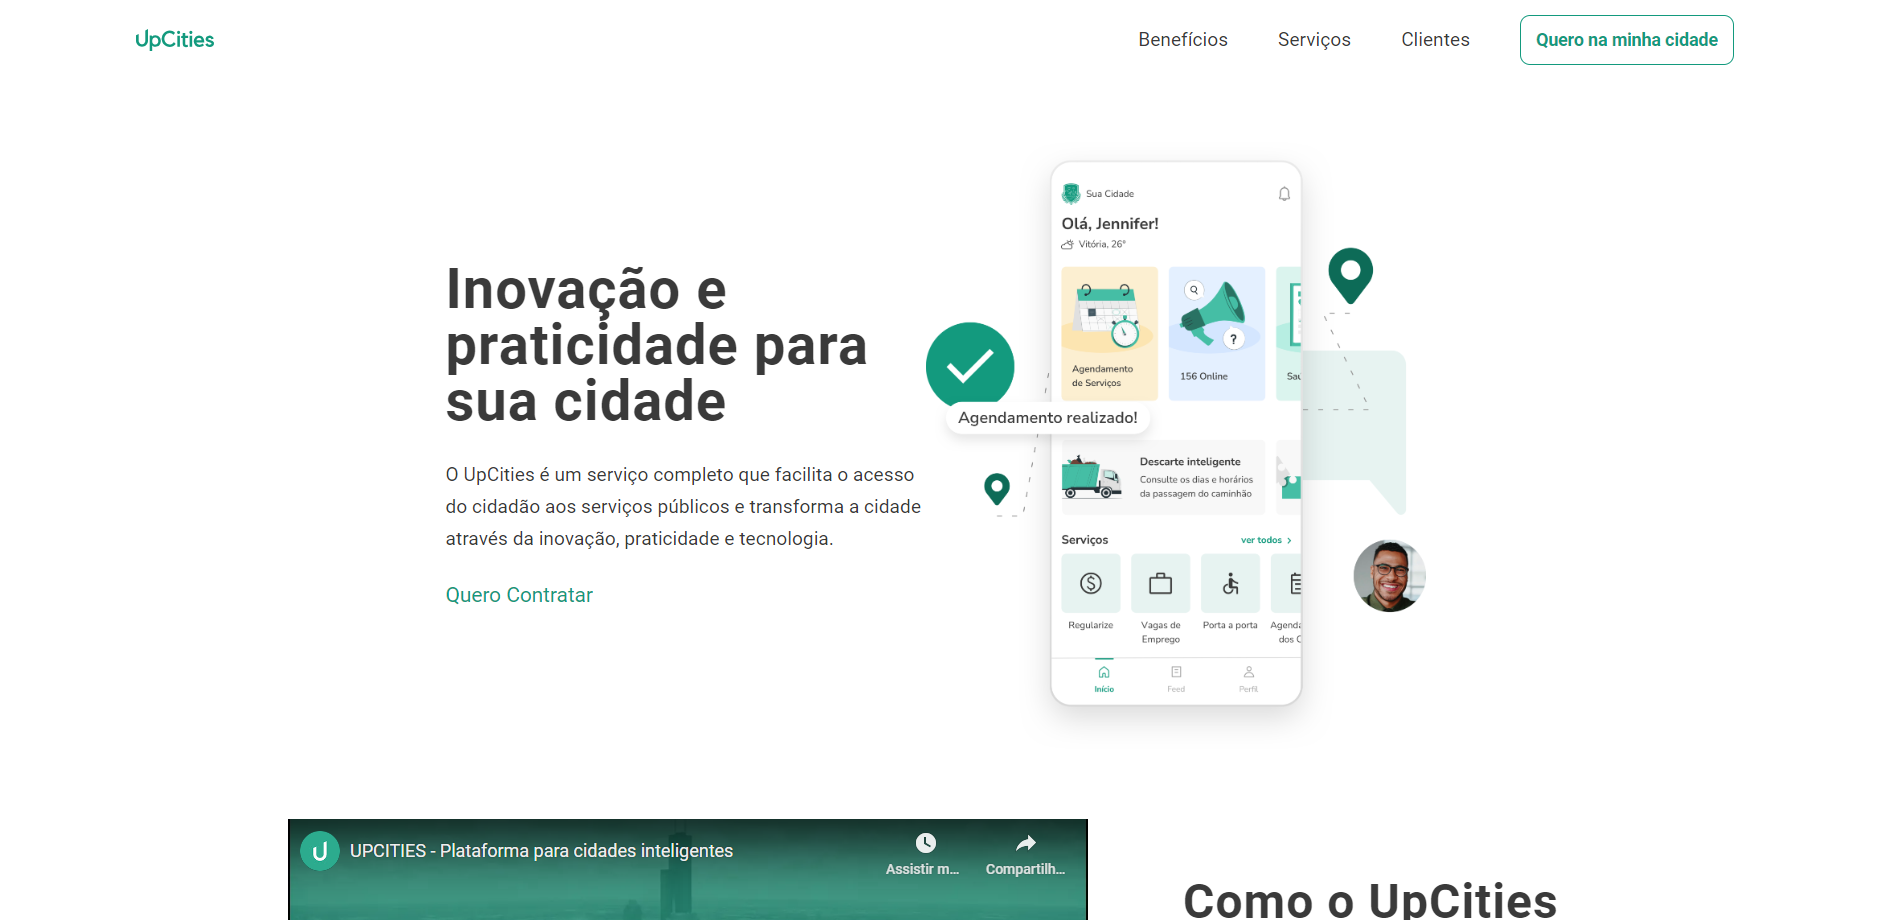 UpCities
Benefícios
Serviços
Clientes
Quero na minha cidade
Inovação e
praticidade para
sua cidade
O UpCities é um serviço completo que facilita o acesso
do cidadão aos serviços públicos e transforma a cidade
através da inovação, praticidade e tecnologia.
Quero Contratar
Sua Cidade
Olá, Jennifer!
Vitória, 26°
Agendamento
de Serviços
?
156 Online
Sau
Agendamento realizado!
Descarte inteligente
Consulte os dias e horários
da passagem do caminhão
Serviços
ver todos
Regularize
Vagas de
Emprego
Porta a porta
Agenda
dos C
Início
Feed
Perfil
UPCITIES - Plataforma para cidades inteligentes
Assistir m...
Compartilh...
Como o UpCities